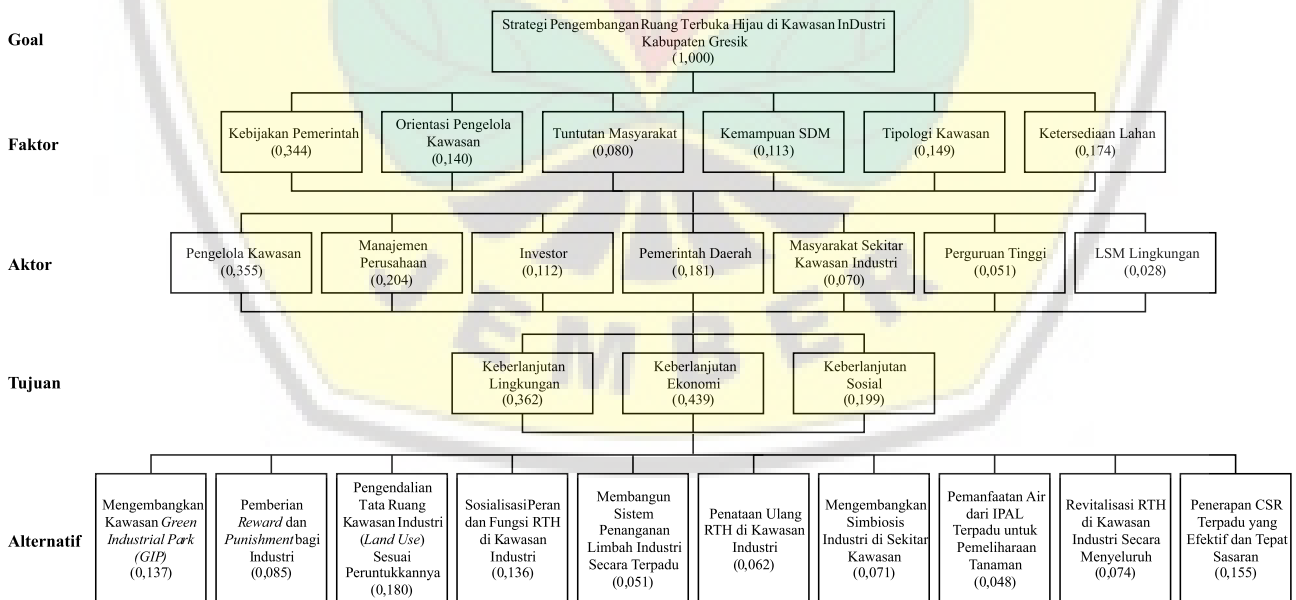 Goal
Strategi Pengembangan Ruang Terbuka Hijau di Kawasan InDustri
Kabupaten Gresik
(1,000)
Faktor
Kebijakan Pemerintah
(0,344)
Orientasi Pengelola
Kawasan
(0,140)
Tuntutan Masyarakat
(0,080)
Kemampuan SDM
(0,113)
Tipologi Kawasan
(0,149)
Ketersediaan Lahan
(0,174)
Aktor
Pengelola Kawasan
(0,355)
Manajemen
Perusahaan
(0,204)
Investor
(0,112)
Pemerintah Daerah
(0,181)
Masyarakat Sekitar
Kawasan Industri
(0,070)
Perguruan Tinggi
(0,051)
LSM Lingkungan
(0,028)
JEMBER
Tujuan
Keberlanjutan
Lingkungan
(0,362)
Keberlanjutan
Ekonomi
(0,439)
Keberlanjutan
Sosial
(0,199)
Alternatif
Mengembangkan
Kawasan Green
Industrial Park
(GIP)
(0,137)
Pemberian
Reward dan
Punishment bagi
Industri
(0,085)
Pengendalian
Tata Ruang
Kawasan Industri
(Land Use)
Sesuai
Peruntukkannya
(0,180)
Sosialisasi Peran
dan Fungsi RTH
di Kawasan
Industri
(0,136)
Membangun
Sistem
Penanganan
Limbah Industri
Secara Terpadu
(0,051)
Penataan Ulang
RTH di Kawasan
Industri
(0,062)
Mengembangkan
Simbiosis
Industri di Sekitar
Kawasan
(0,071)
Pemanfaatan Air
dari IPAL
Terpadu untuk
Pemeliharaan
Tanaman
(0,048)
Revitalisasi RTH
di Kawasan
Industri Secara
Menyeluruh
(0,074)
Penerapan CSR
Terpadu yang
Efektif dan Tepat
Sasaran
(0,155)